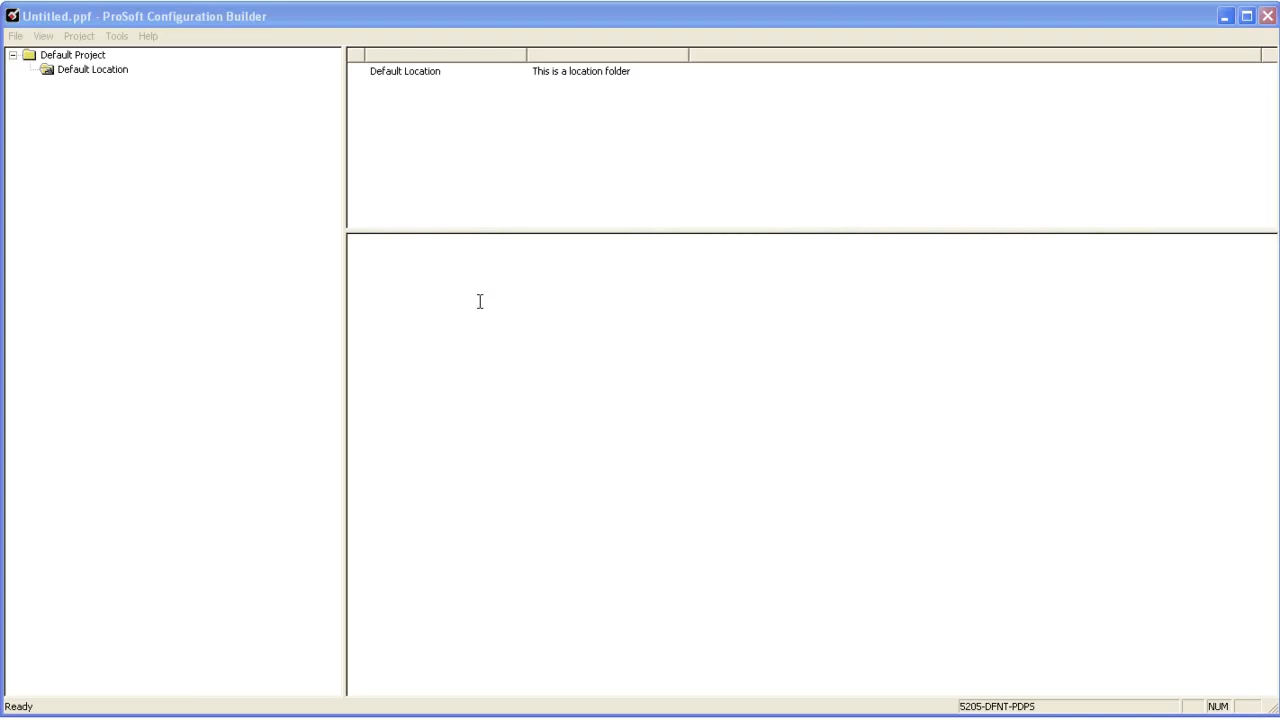 Untitled.ppf - ProSoft Configuration Builder
File View Project Tools Help
Default Project
Default Location
Default Location This is a location folder
Ready 5205-DFNT-PDPS NUM